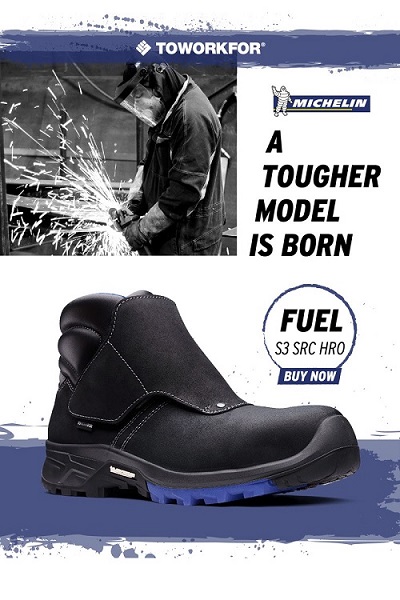 TOWORKFOR®
MICHELIN
A
TOUGHER
MODEL
IS BORN
FUEL
S3 SRC HRO
BUY NOW